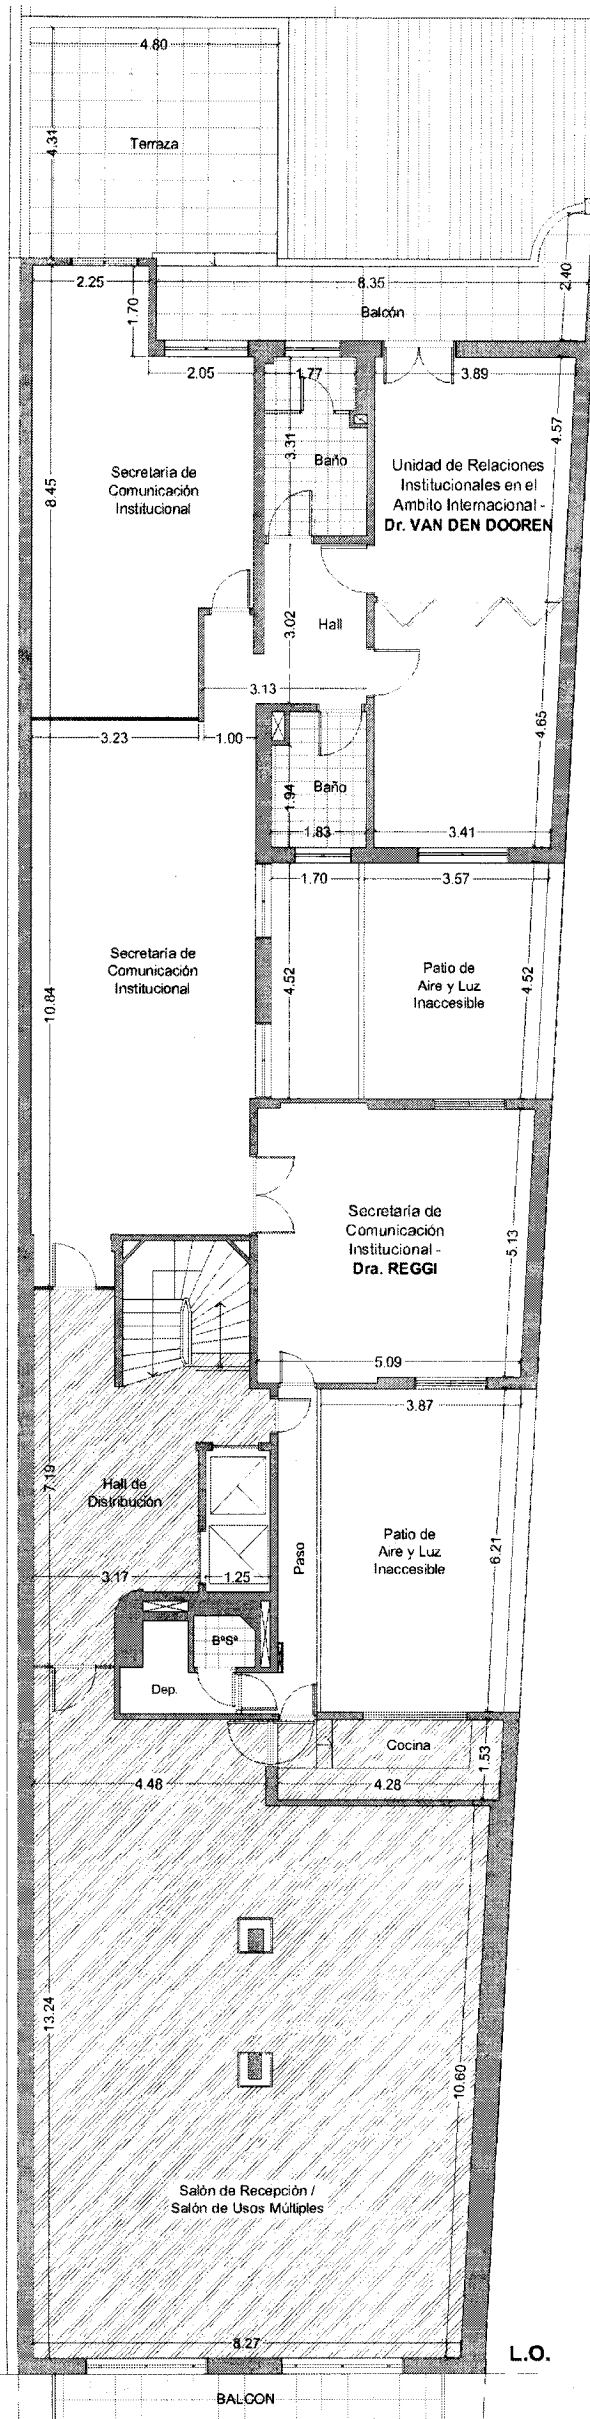 4.80
4.31
Terraza
2.25
1.70
8.35
2.40
Balcón
2.05
1.77
3.89
4.57
8.45
3.31
Baño
Secretaria de
Comunicación
Institucional
Unidad de Relaciones
Institucionales en el
Ambito Internacional -
Dr. VAN DEN DOOREN
3.02
Hall
3.13
3.23
1.00
4.65
1.94
Baño
1.83
3.41
1.70
3.57
Secretaría de
Comunicación
Institucional
10.84
4.52
Patio de
Aire y Luz
Inaccesible
4.52
Secretaría de
Comunicación
Institucional -
Dra. REGGI
5.13
5.09
3.87
7.19
Hall de
Distribución
3.17
1.25
Paso
Patio de
Aire y Luz
Inaccesible
6.21
BºSº
Dep.
Cocina
1.53
4.48
4.28
13.24
10.60
Salón de Recepción /
Salón de Usos Múltiples
8.27
L.O.
BALCON